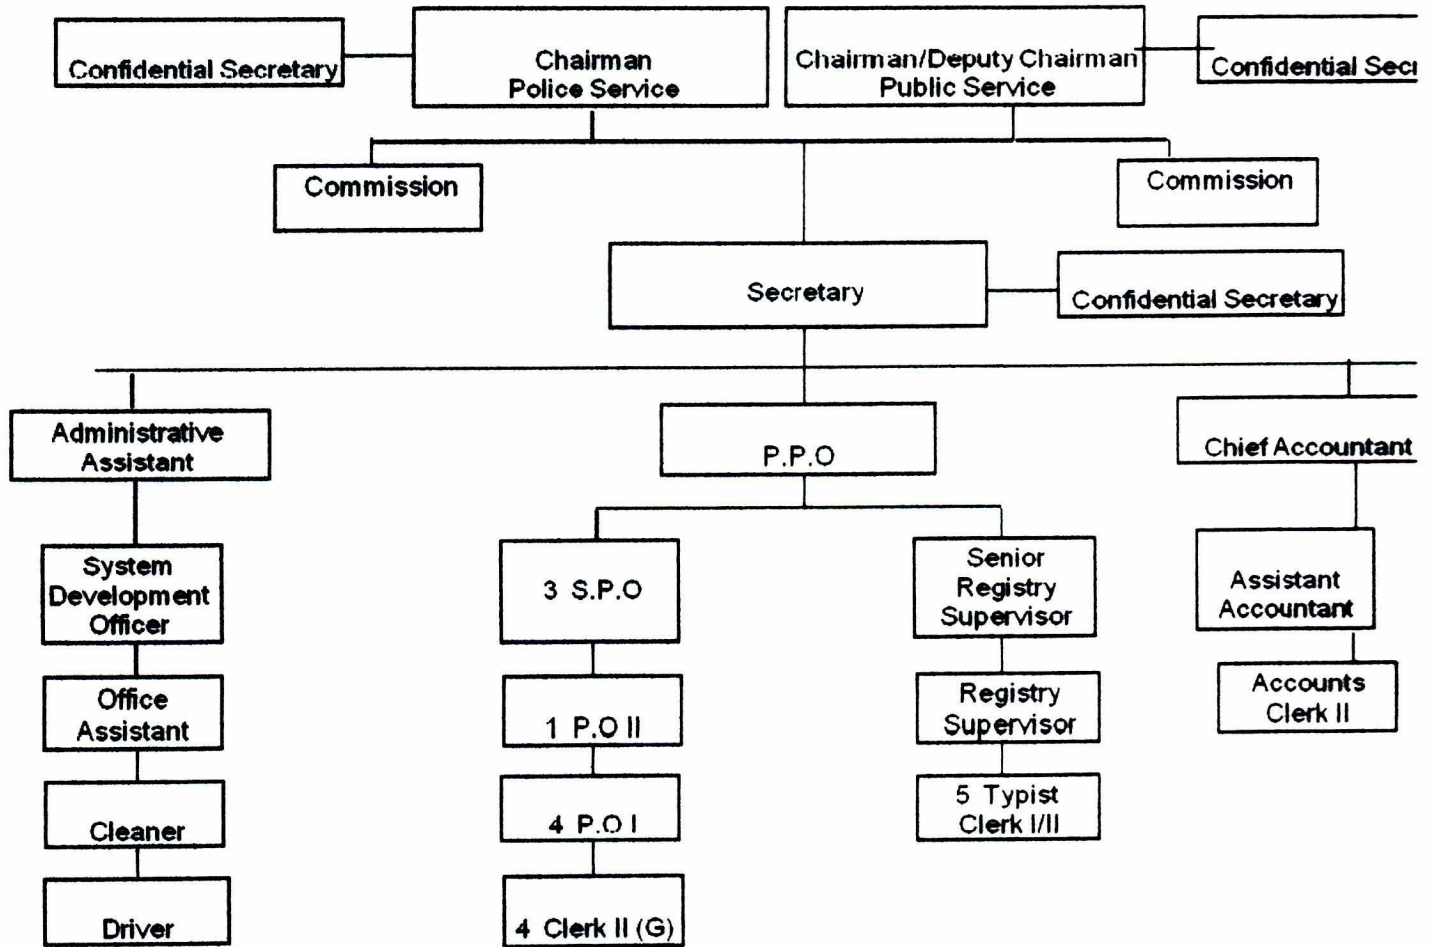 Confidential Secretary
Chairman
Police Service
Chairman/Deputy Chairman
Public Service
Confidential Secr
Commission
Commission
Secretary
Confidential Secretary
Administrative
Assistant
P.P.O
Chief Accountant
System
Development
Officer
3 S.P.O
Senior
Registry
Supervisor
Assistant
Accountant
Office
Assistant
1 P.O II
Registry
Supervisor
Accounts
Clerk II
Cleaner
4 P.O I
5 Typist
Clerk I/II
Driver
4 Clerk II (G)